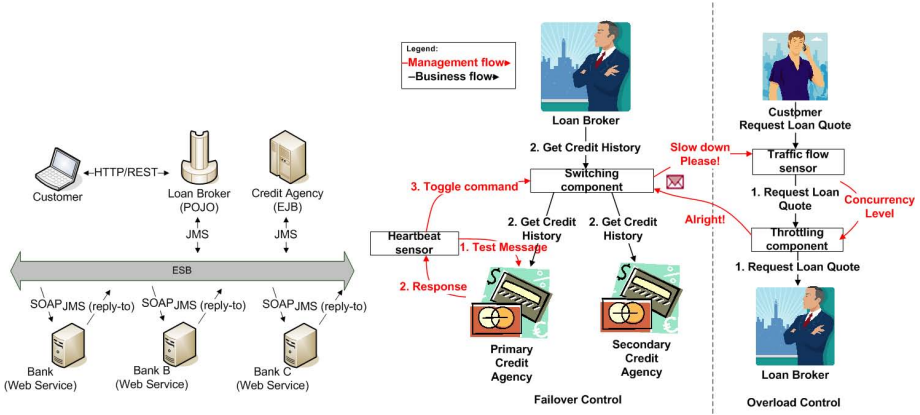 HTTP/REST
Customer
Loan Broker
(POJO)
Credit Agency
(EJB)
JMS
JMS
ESB
SOAP
JMS (reply-to)
SOAP
JMS (reply-to)
SOAP
JMS (reply-to)
Bank
(Web Service)
Bank B
(Web Service)
Bank C
(Web Service)
Legend:
Management flow
Business flow
Loan Broker
2. Get Credit History
Switching
component
3. Toggle command
2. Get Credit
History
2. Get Credit
History
Heartbeat
sensor
1. Test Message
2. Response
Primary
Credit
Agency
Secondary
Credit
Agency
Failover Control
Slow down
Please!
Alright!
Customer
Request Loan Quote
Traffic flow
sensor
1. Request Loan
Quote
Concurrency
Level
Throttling
component
1. Request Loan Quote
Loan Broker
Overload Control